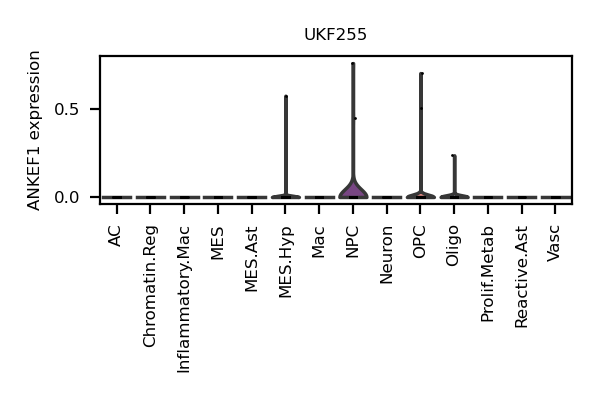 UKF255
ANKEF1 expression
0.5
0.0
AC
Chromatin.Reg
Inflammatory.Mac
MES
MES.Ast
MES.Hyp
Mac
NPC
Neuron
OPC
Oligo
Prolif.Metab
Reactive.Ast
Vasc